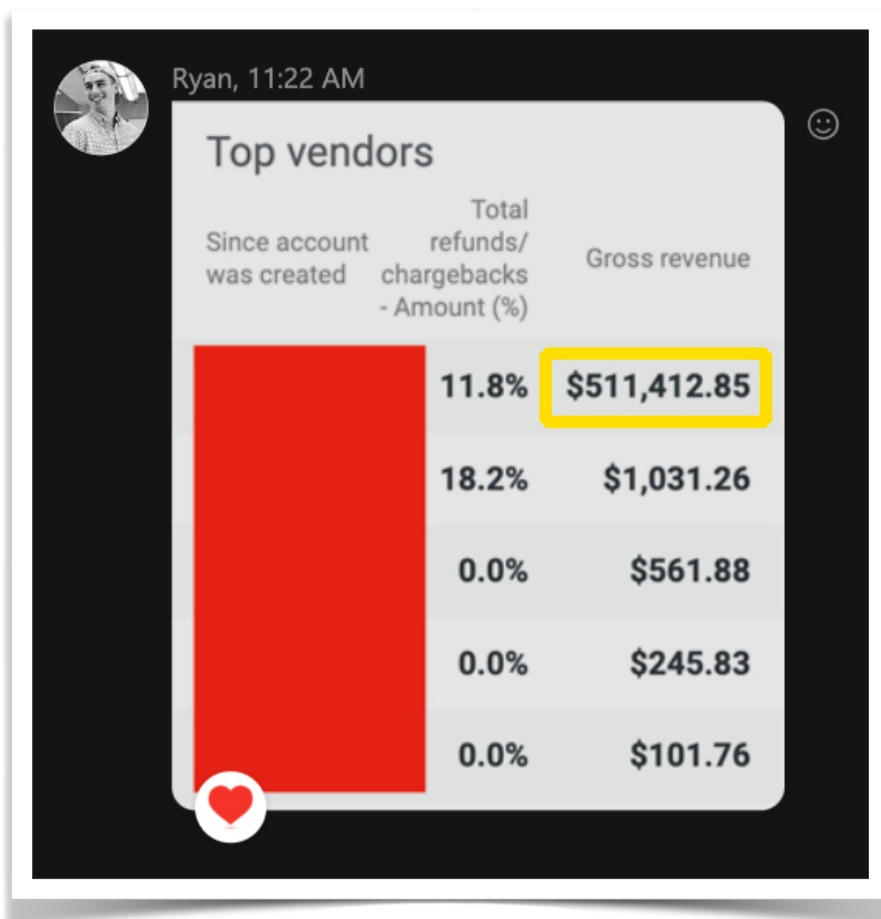 Ryan, 11:22 AM
Top vendors
Since account
was created
Total
refunds/
chargebacks
- Amount (%)
Gross revenue
11.8% $511,412.85
18.2% $1,031.26
0.0% $561.88
0.0% $245.83
0.0% $101.76